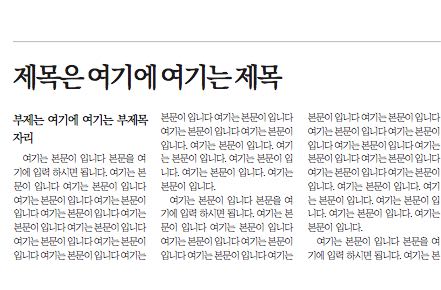 제목은 여기에 여기는 제목
부제는 여기에 여기는 부제목
자리
여기는 본문이 입니다 본문을 여
기에 입력 하시면 됩니다. 여기는 본
문이 입니다 여기는 본문이 입니다
여기는 본문이 입니다 여기는 본문이
입니다 여기는 본문이 입니다 여기는
본문이 입니다 여기는 본문이 입니다
여기는 본문이 입니다 여기는 본문이
입니다 여기는 본문이 입니다 여기는
본문이 입니다 여기는 본문이 입니다
여기는 본문이 입니다 여기는 본문이
입니다 여기는 본문이 입니다. 여기
는 본문이 입니다. 여기는 본문이 입
니다. 여기는 본문이 입니다. 여기는
본문이 입니다.
여기는 본문이 입니다 본문을 여
기에 입력 하시면 됩니다. 여기는 본
문이 입니다 여기는 본문이 입니다
여기는 본문이 입니다 여기는 본문이
입니다 여기는 본문이 입니다 여기는
본문이 입니다 여기는 본문이 입니다
여기는 본문이 입니다 여기는 본문이
입니다 여기는 본문이 입니다 여기는
본문이 입니다 여기는 본문이 입니다
여기는 본문이 입니다 여기는 본문이
입니다 여기는 본문이 입니다. 여기
는 본문이 입니다. 여기는 본문이 입
니다. 여기는 본문이 입니다. 여기는
본문이 입니다.
여기는 본문이 입니다 본문을 여
기에 입력 하시면 됩니다. 여기는 본